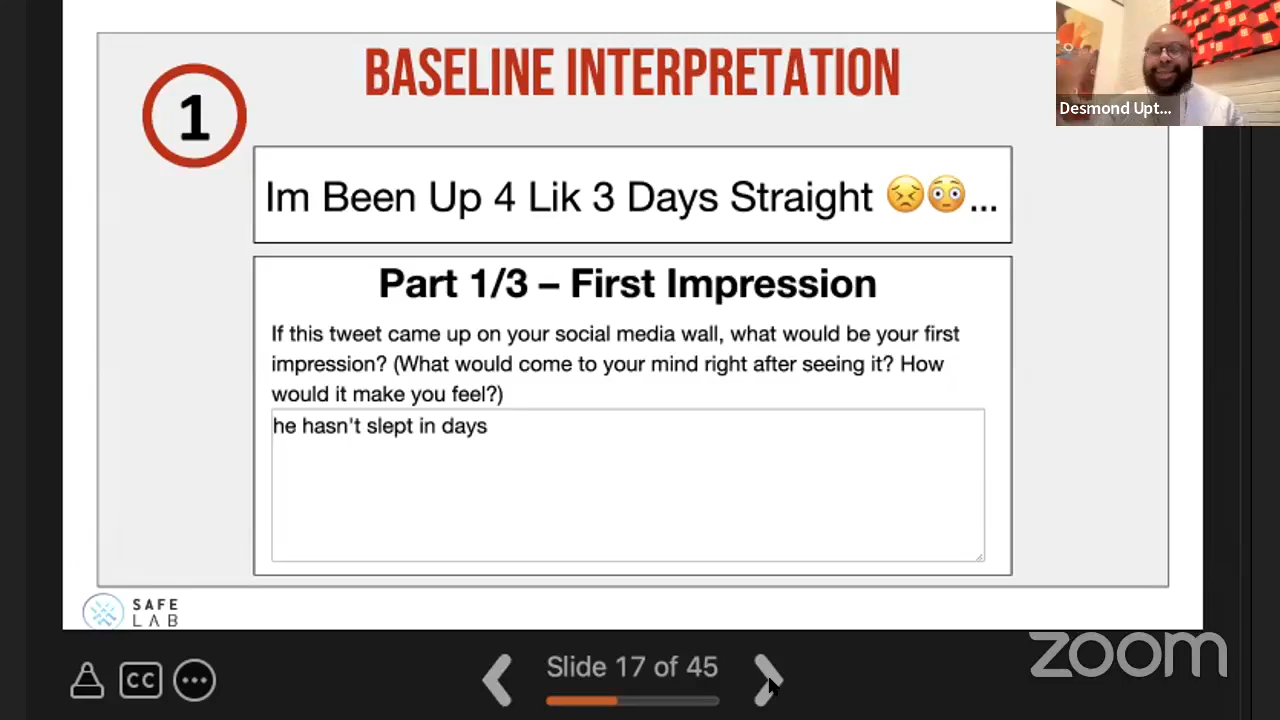 BASELINE INTERPRETATION
1
Desmond Upt...
Im Been Up 4 Lik 3 Days Straight 😣😳...
Part 1/3 – First Impression
If this tweet came up on your social media wall, what would be your first
impression? (What would come to your mind right after seeing it? How
would it make you feel?)
he hasn't slept in days
SAFE
LAB
zoom
CC
Slide 17 of 45